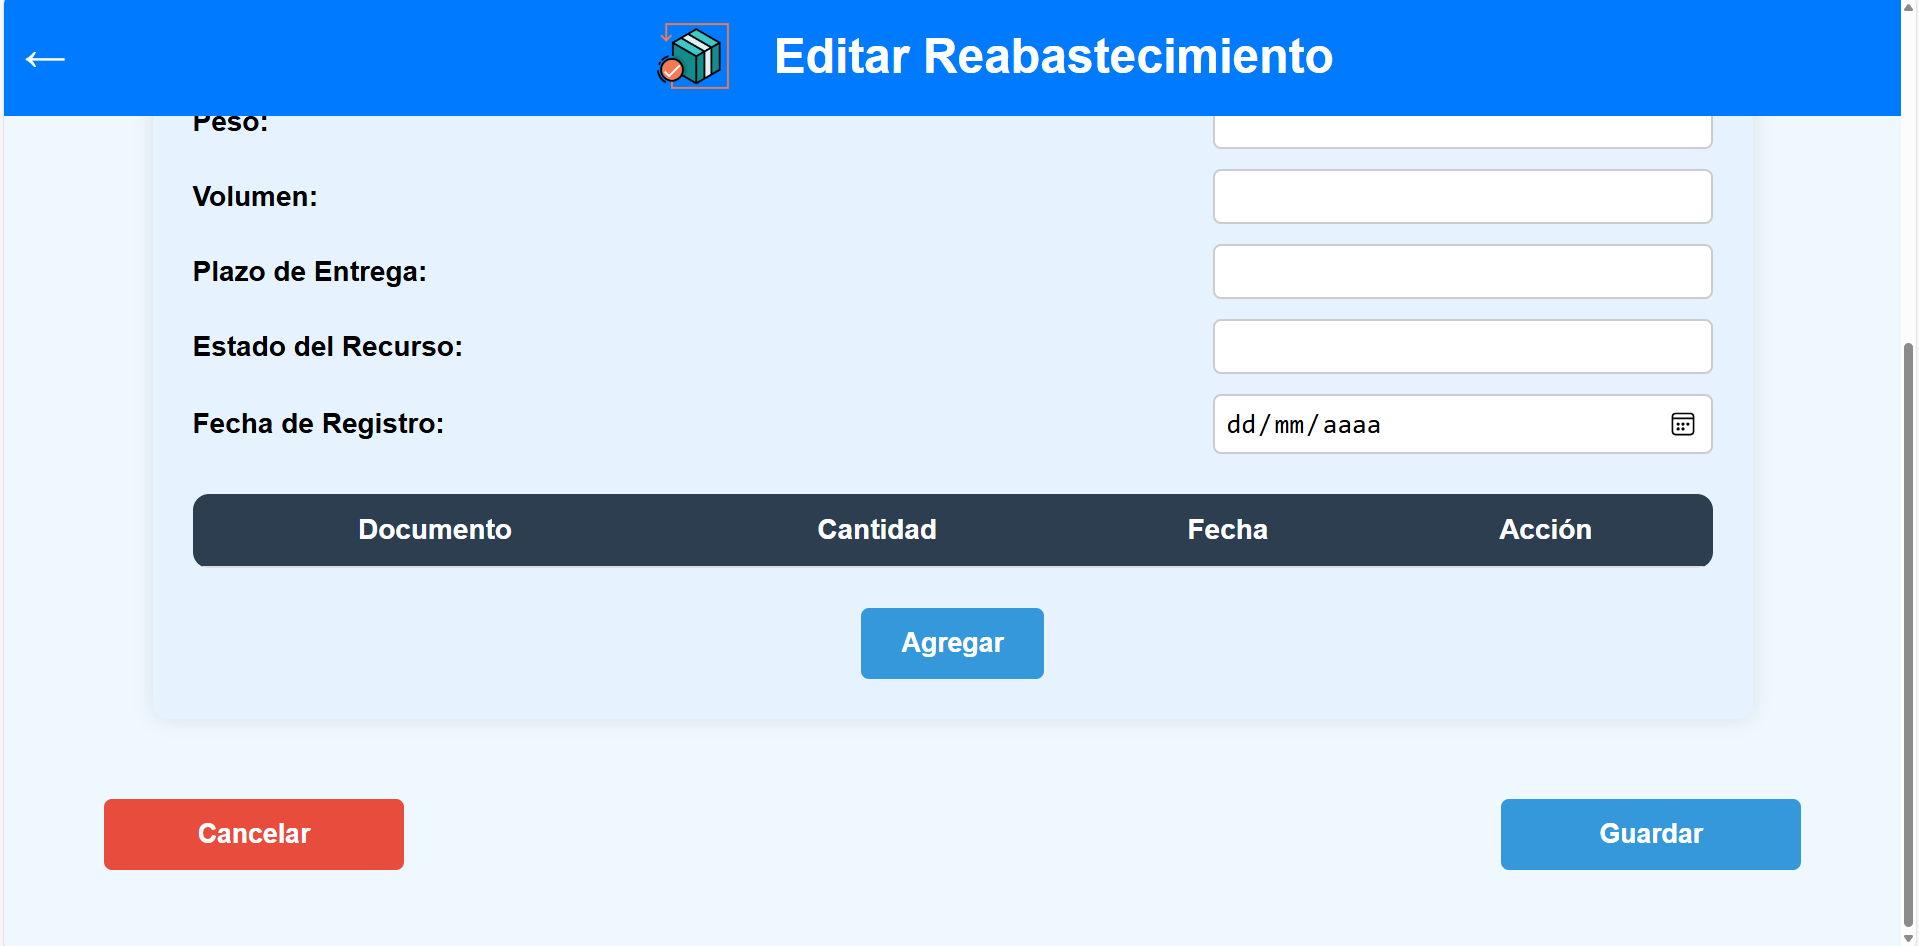 Editar Reabastecimiento
Peso:
Volumen:
Plazo de Entrega:
Estado del Recurso:
Fecha de Registro:
dd/mm/aaaa
Documento Cantidad Fecha Acción
Agregar
Cancelar
Guardar